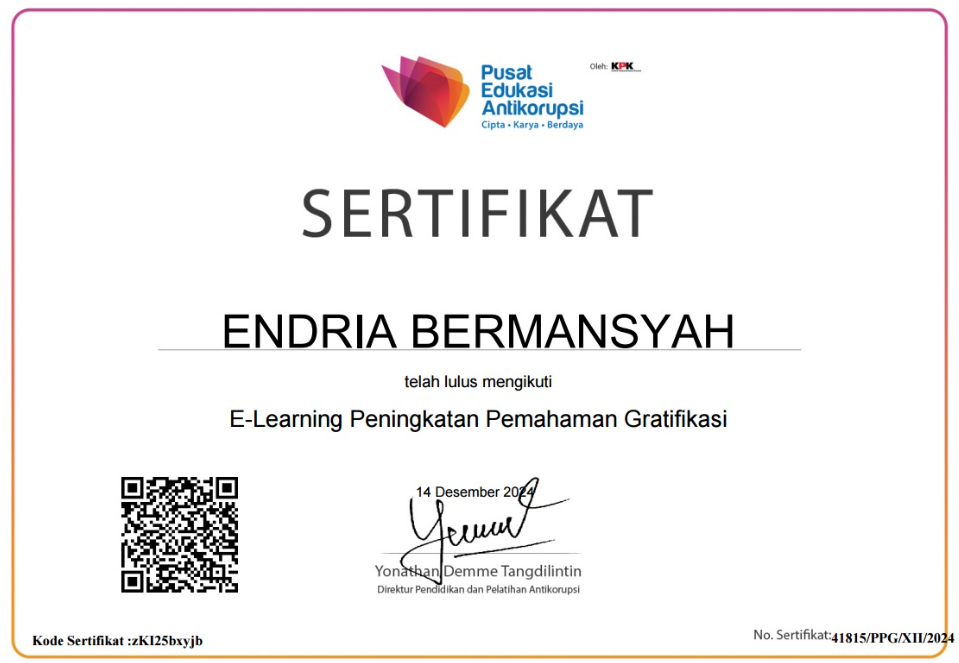 Pusat
Edukasi
Antikorupsi
Cipta • Karya • Berdaya
Oleh: KPK
SERTIFIKAT
ENDRIA BERMANSYAH
telah lulus mengikuti
E-Learning Peningkatan Pemahaman Gratifikasi
14 Desember 2024
Yonathan Demme Tangdilintin
Direktur Pendidikan dan Pelatihan Antikorupsi
Kode Sertifikat :zKI25bxyjb
No. Sertifikat:41815/PPG/XII/2024